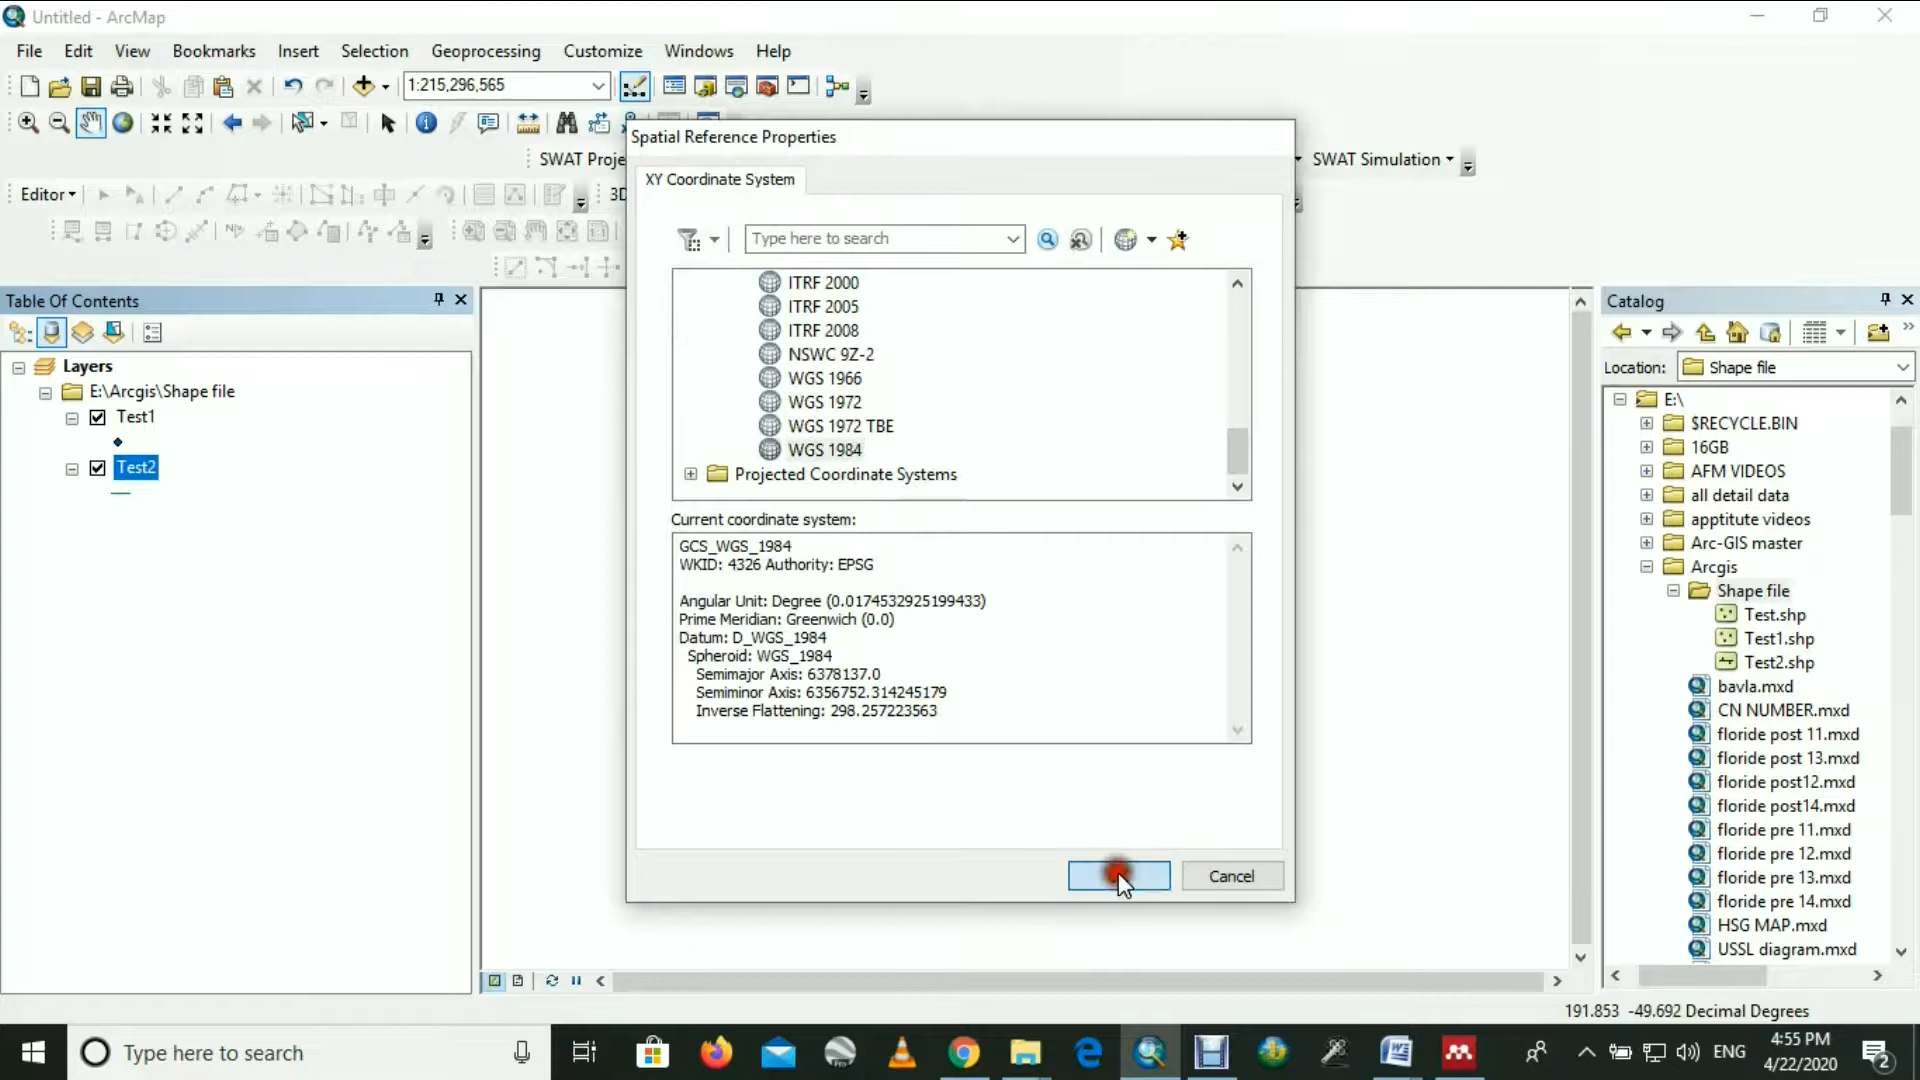 Untitled - ArcMap
File Edit View Bookmarks Insert Selection Geoprocessing Customize Windows Help
1:215,296,565
SWAT Proje
SWAT Simulation
Editor
3D
Spatial Reference Properties
XY Coordinate System
Type here to search
ITRF 2000
ITRF 2005
ITRF 2008
NSWC 9Z-2
WGS 1966
WGS 1972
WGS 1972 TBE
WGS 1984
Projected Coordinate Systems
Current coordinate system:
GCS_WGS_1984
WKID: 4326 Authority: EPSG
Angular Unit: Degree (0.0174532925199433)
Prime Meridian: Greenwich (0.0)
Datum: D_WGS_1984
Spheroid: WGS_1984
Semimajor Axis: 6378137.0
Semiminor Axis: 6356752.314245179
Inverse Flattening: 298.257223563
Cancel
Table Of Contents
Layers
E:\Arcgis\Shape file
Test1
Test2
Catalog
Location: Shape file
E:\
$RECYCLE.BIN
16GB
AFM VIDEOS
all detail data
apptitute videos
Arc-GIS master
Arcgis
Shape file
Test.shp
Test1.shp
Test2.shp
bavla.mxd
CN NUMBER.mxd
floride post 11.mxd
floride post 13.mxd
floride post12.mxd
floride post14.mxd
floride pre 11.mxd
floride pre 12.mxd
floride pre 13.mxd
floride pre 14.mxd
HSG MAP.mxd
USSL diagram.mxd
191.853 -49.692 Decimal Degrees
Type here to search
ENG
4:55 PM
4/22/2020
2